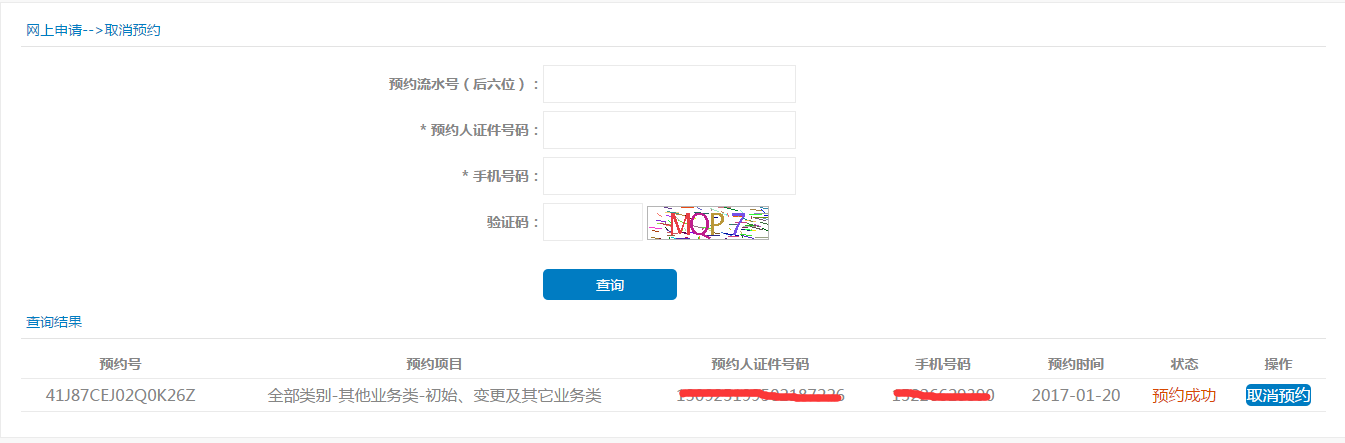 网上申请-->取消预约
预约流水号（后六位）：
* 预约人证件号码：
* 手机号码：
验证码： MQP7
查询
查询结果
预约号 预约项目 预约人证件号码 手机号码 预约时间 状态 操作
41J87CEJ02Q0K26Z 全部类别-其他业务类-初始、变更及其它业务类 2017-01-20 预约成功 取消预约